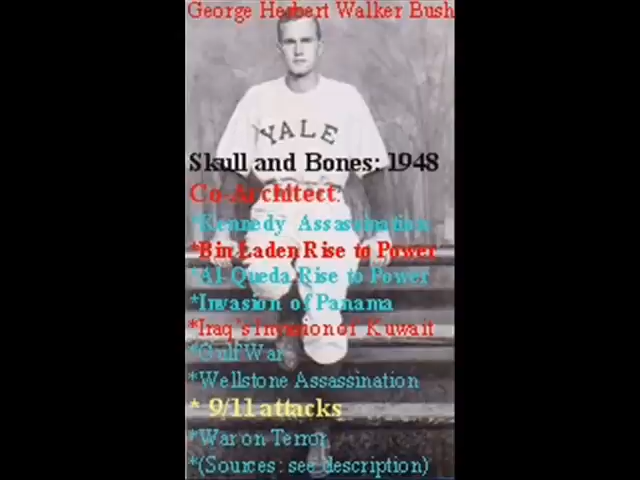 George Herbert Walker Bush
YALE
Skull and Bones: 1948
Co-Architect:
*Kennedy Assassination
*Bin Laden Rise to Power
*Al-Queda Rise to Power
*Invasion of Panama
*Iraq's Invasion of Kuwait
*Gulf War
*Wellstone Assassination
* 9/11 attacks
*War on Terror
*(Sources: see description)